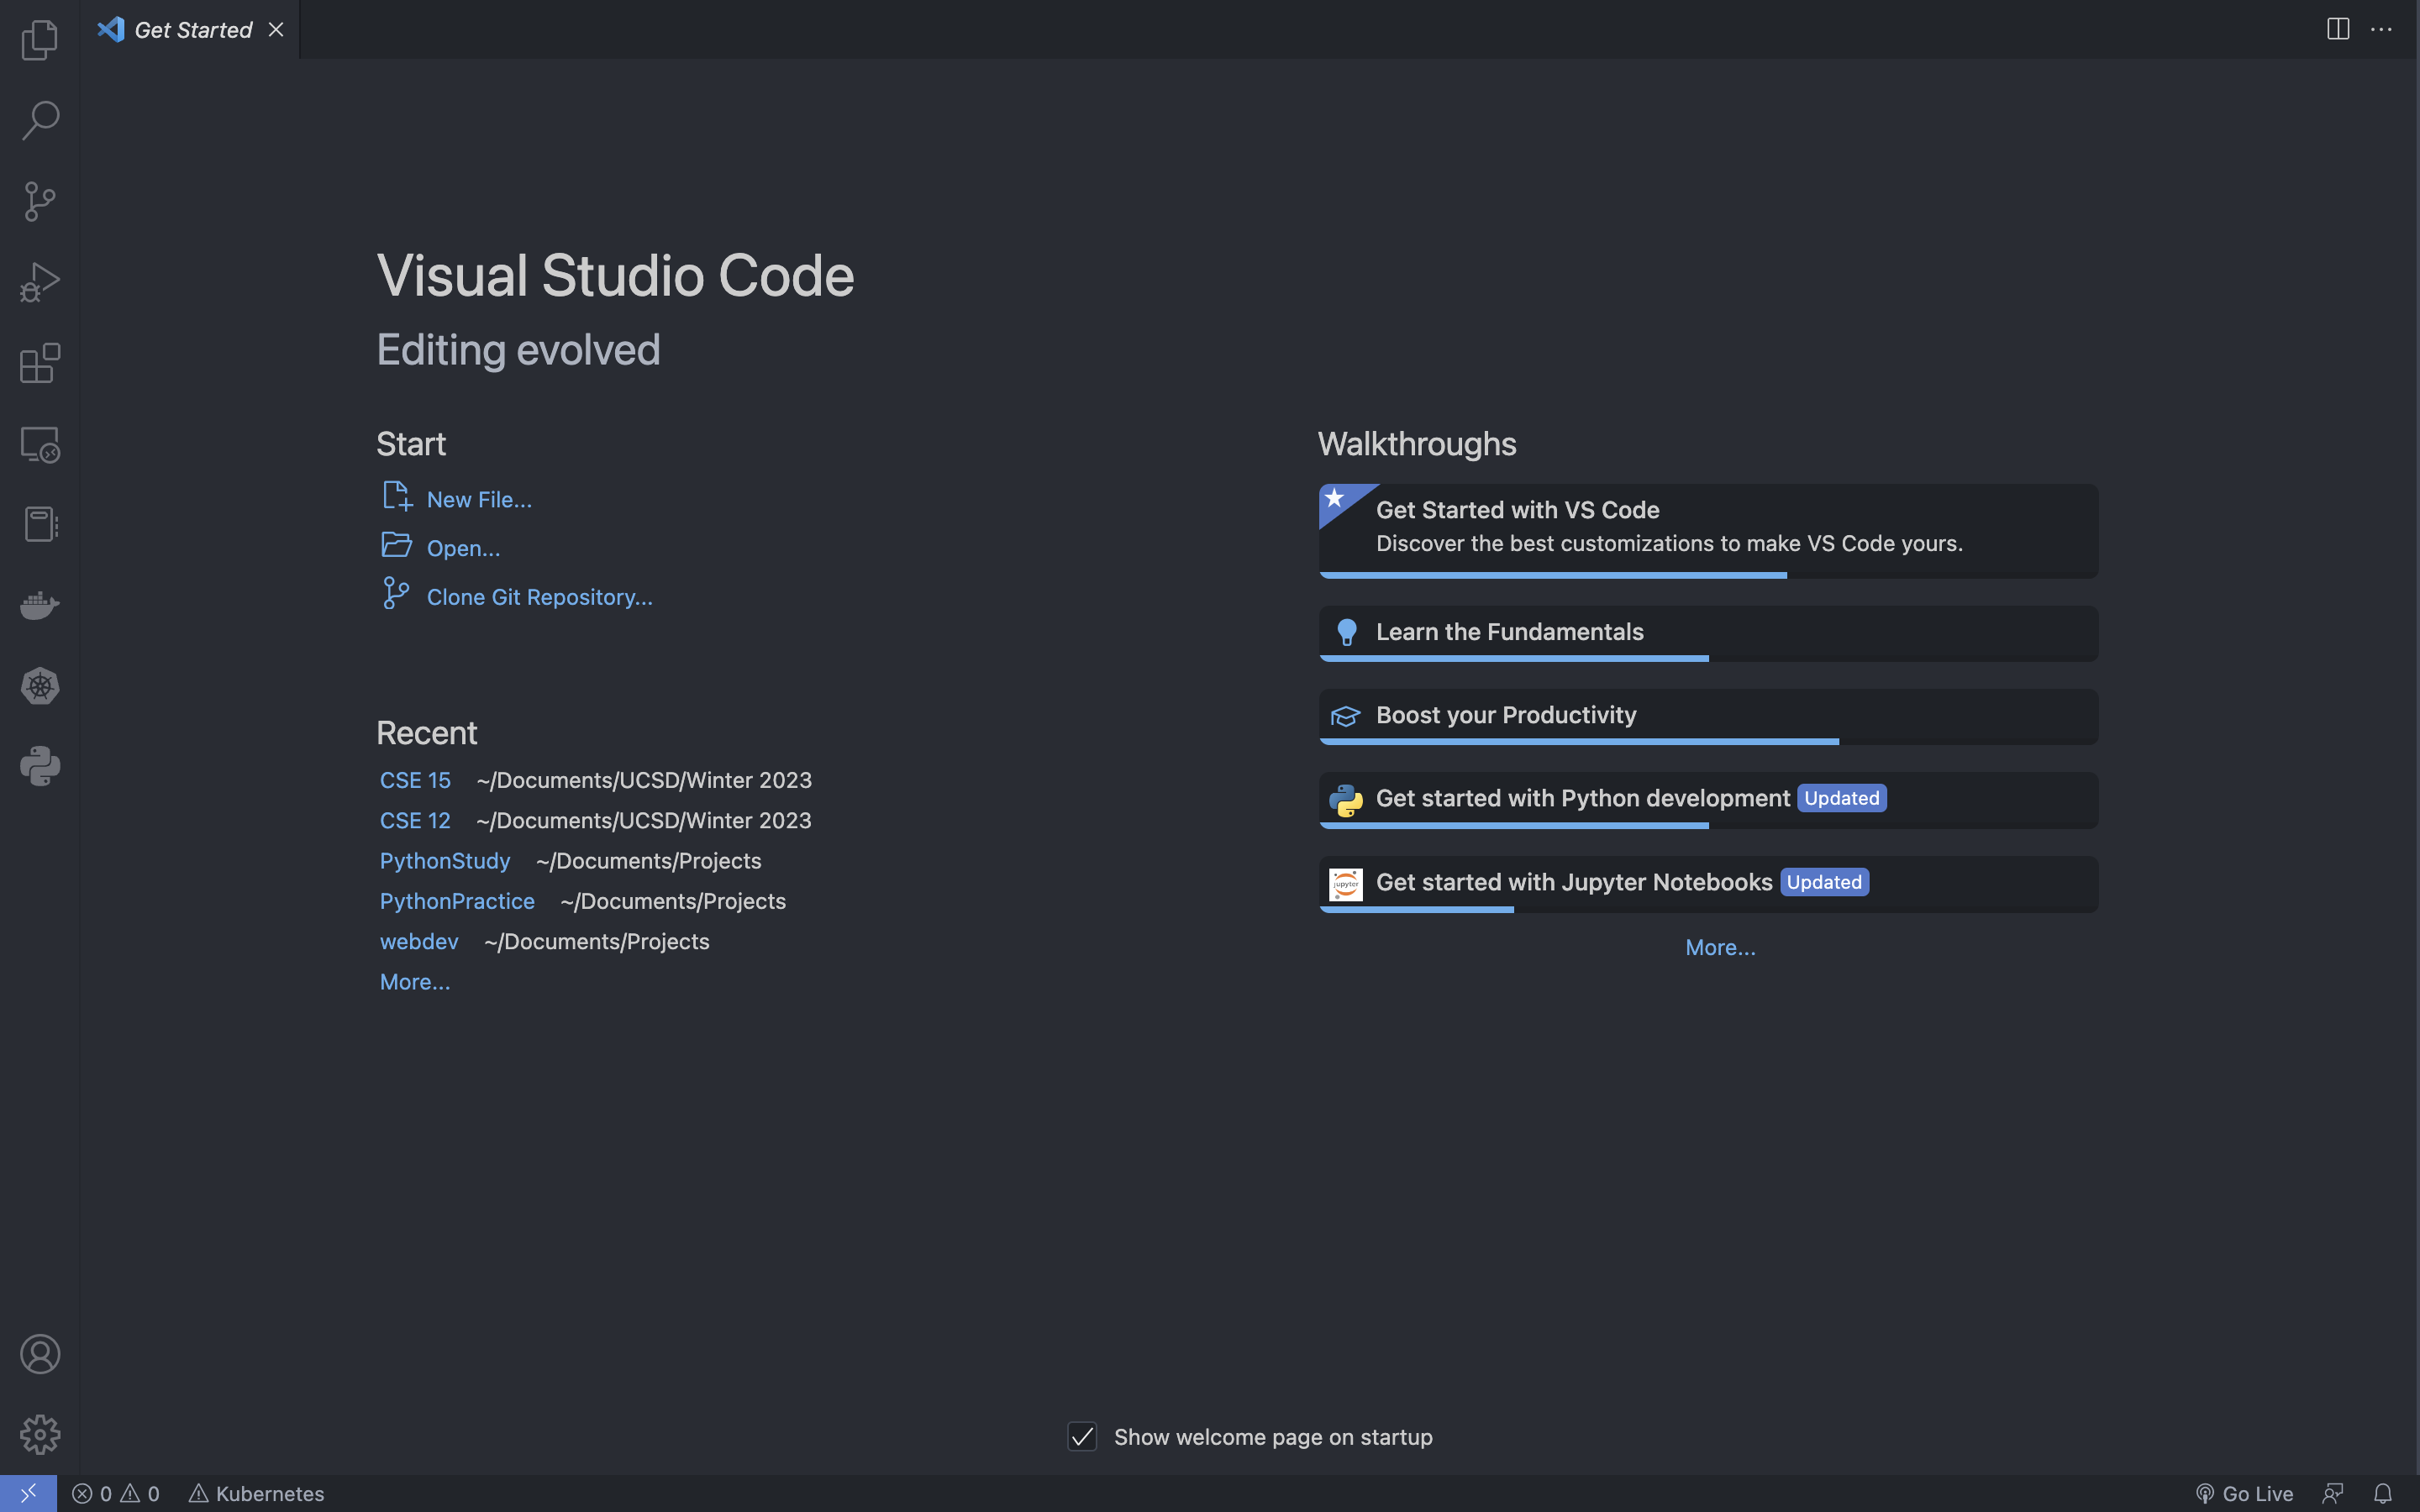 Get Started
Visual Studio Code
Editing evolved
Start
New File...
Open...
Clone Git Repository...
Recent
CSE 15 ~/Documents/UCSD/Winter 2023
CSE 12 ~/Documents/UCSD/Winter 2023
PythonStudy ~/Documents/Projects
PythonPractice ~/Documents/Projects
webdev ~/Documents/Projects
More...
Walkthroughs
Get Started with VS Code
Discover the best customizations to make VS Code yours.
Learn the Fundamentals
Boost your Productivity
Get started with Python development Updated
jupyter Get started with Jupyter Notebooks Updated
More...
Show welcome page on startup
0 0 Kubernetes Go Live